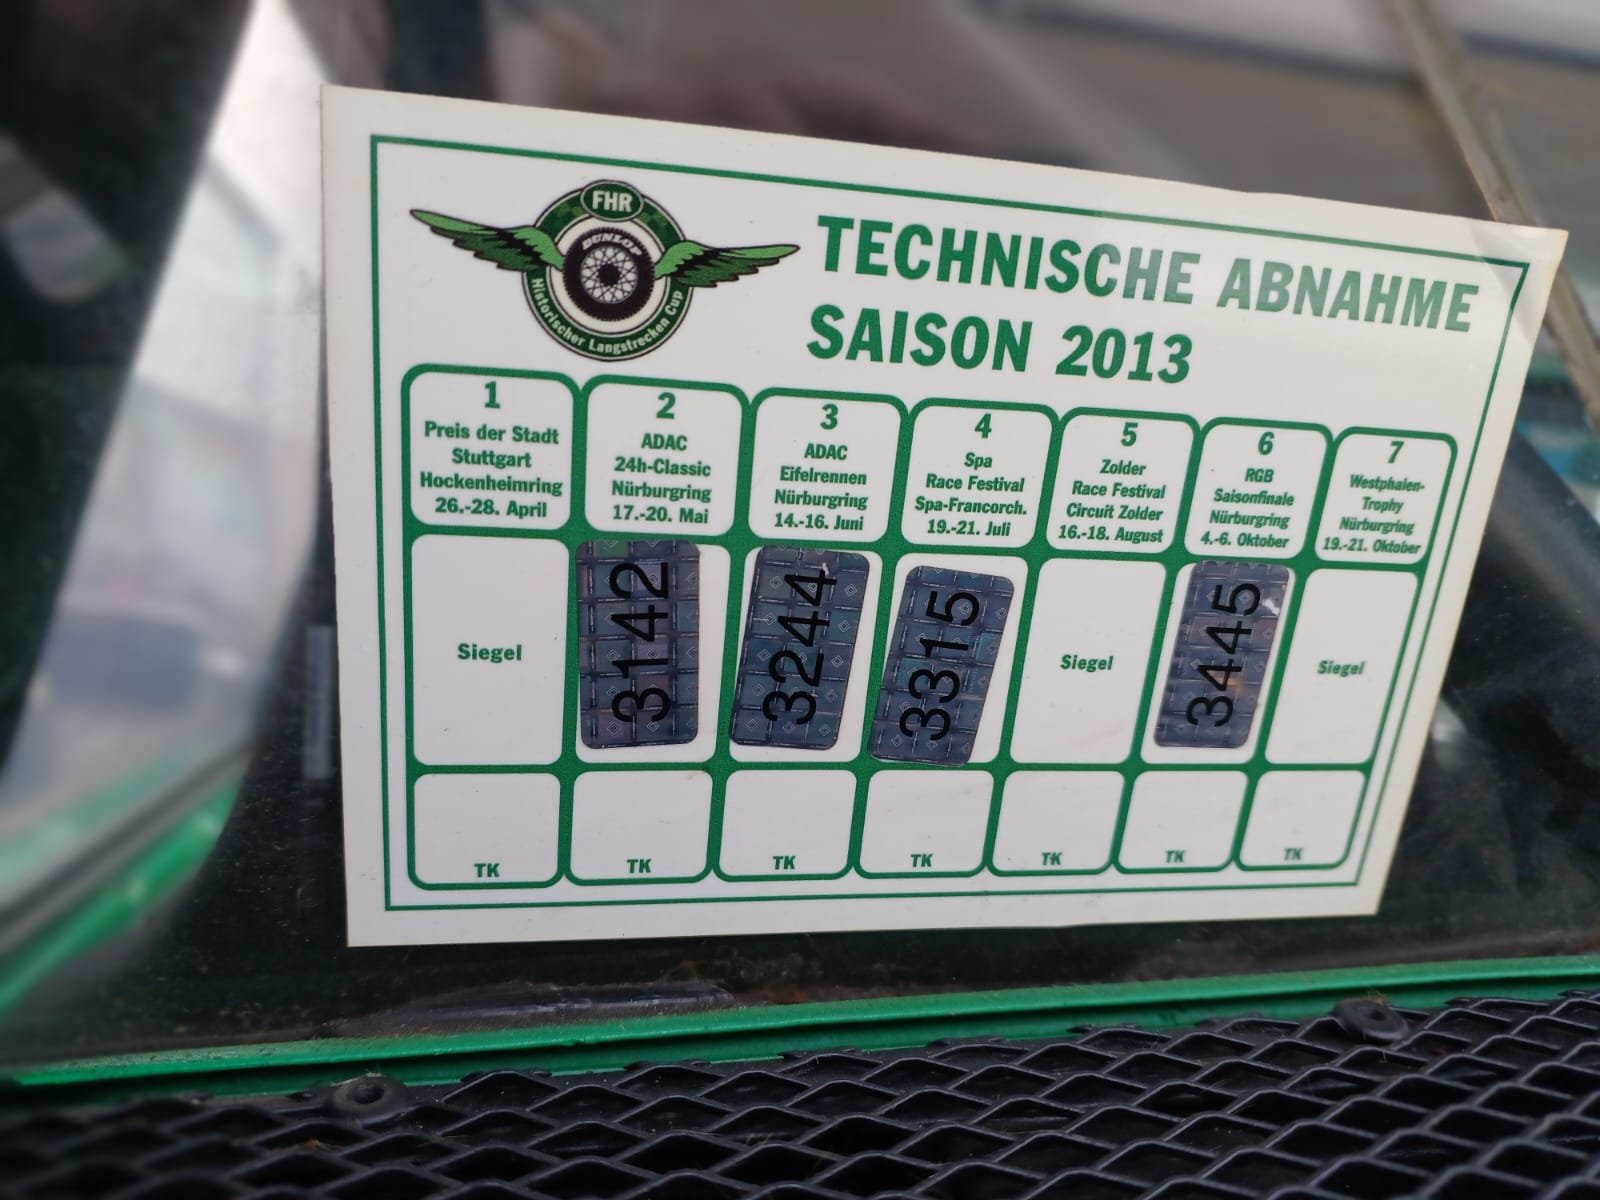 FHR
DUNLOP
Historischer Langstrecken Cup
TECHNISCHE ABNAHME
SAISON 2013
1
Preis der Stadt
Stuttgart
Hockenheimring
26.-28. April
2
ADAC
24h-Classic
Nürburgring
17.-20. Mai
3
ADAC
Eifelrennen
Nürburgring
14.-16. Juni
4
Spa
Race Festival
Spa-Francorch.
19.-21. Juli
5
Zolder
Race Festival
Circuit Zolder
16.-18. August
6
RGB
Saisonfinale
Nürburgring
4.-6. Oktober
7
Westphalen-
Trophy
Nürburgring
19.-21. Oktober
Siegel
3142
3244
3315
Siegel
3445
Siegel
TK
TK
TK
TK
TK
TK
TK